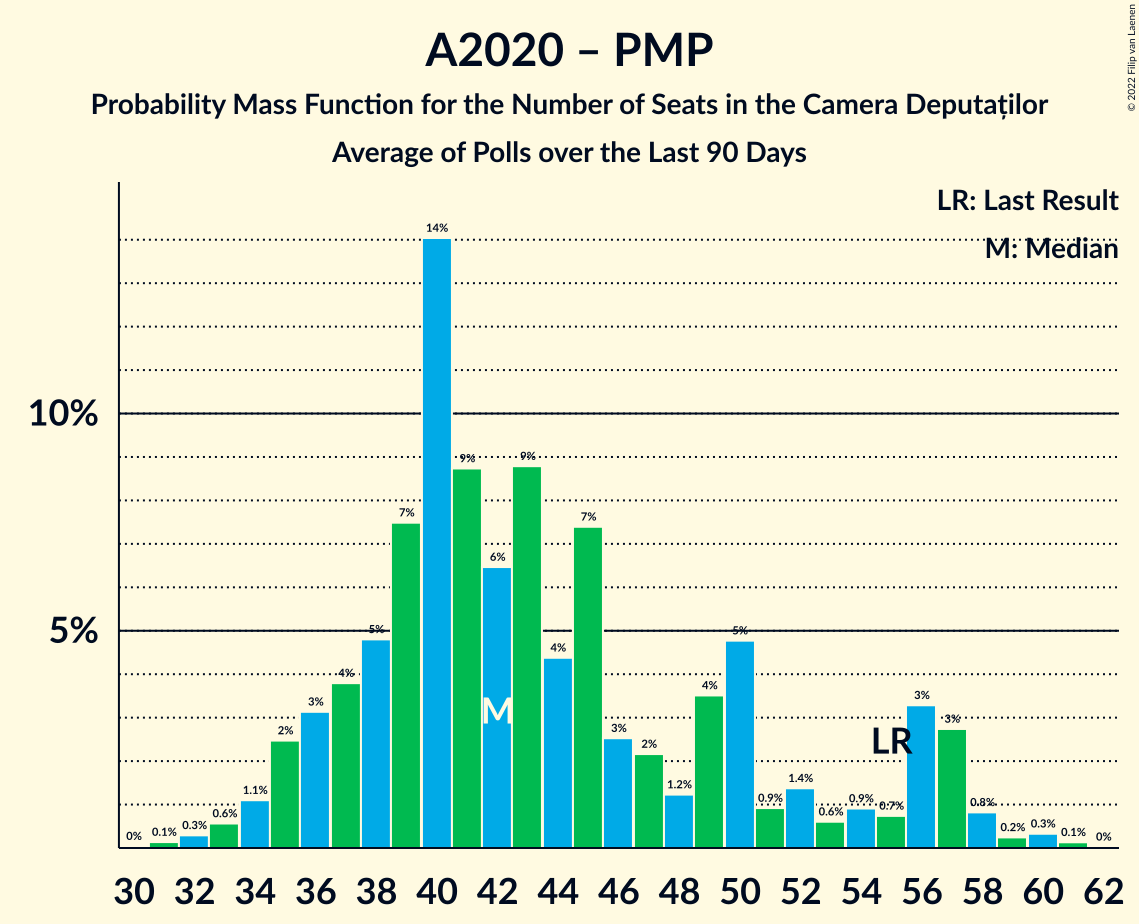 A2020 – PMP
Probability Mass Function for the Number of Seats in the Camera Deputaților
Average of Polls over the Last 90 Days
© 2022 Filip van Laenen
LR: Last Result
M: Median
10%
5%
0% 0.1% 0.3% 0.6% 1.1% 2% 3% 4% 5% 7% 14% 9% 6% 9% 4% 7% 3% 2% 1.2% 4% 5% 0.9% 1.4% 0.6% 0.9% 0.7% 3% 3% 0.8% 0.2% 0.3% 0.1% 0%
M
LR
30 32 34 36 38 40 42 44 46 48 50 52 54 56 58 60 62